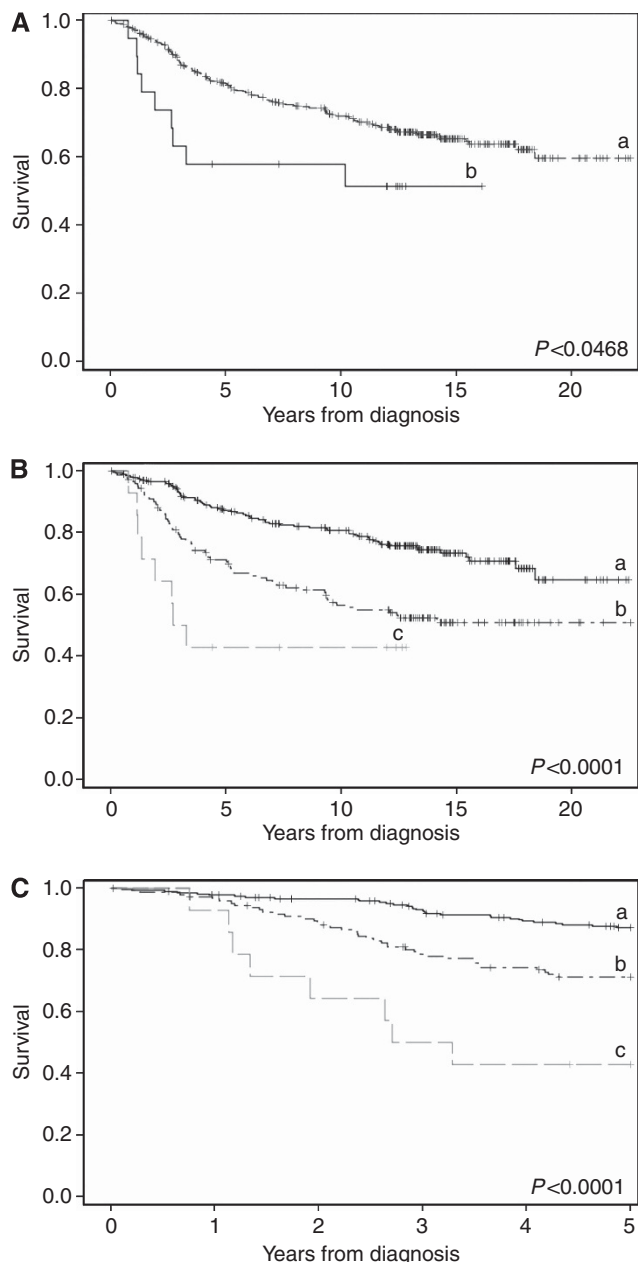 A
1.0
0.8
0.6
0.4
0.2
0.0
Survival
a
b
P<0.0468
0 5 10 15 20
Years from diagnosis
B
1.0
0.8
0.6
0.4
0.2
0.0
Survival
a
b
c
P<0.0001
0 5 10 15 20
Years from diagnosis
C
1.0
0.8
0.6
0.4
0.2
0.0
Survival
a
b
c
P<0.0001
0 1 2 3 4 5
Years from diagnosis